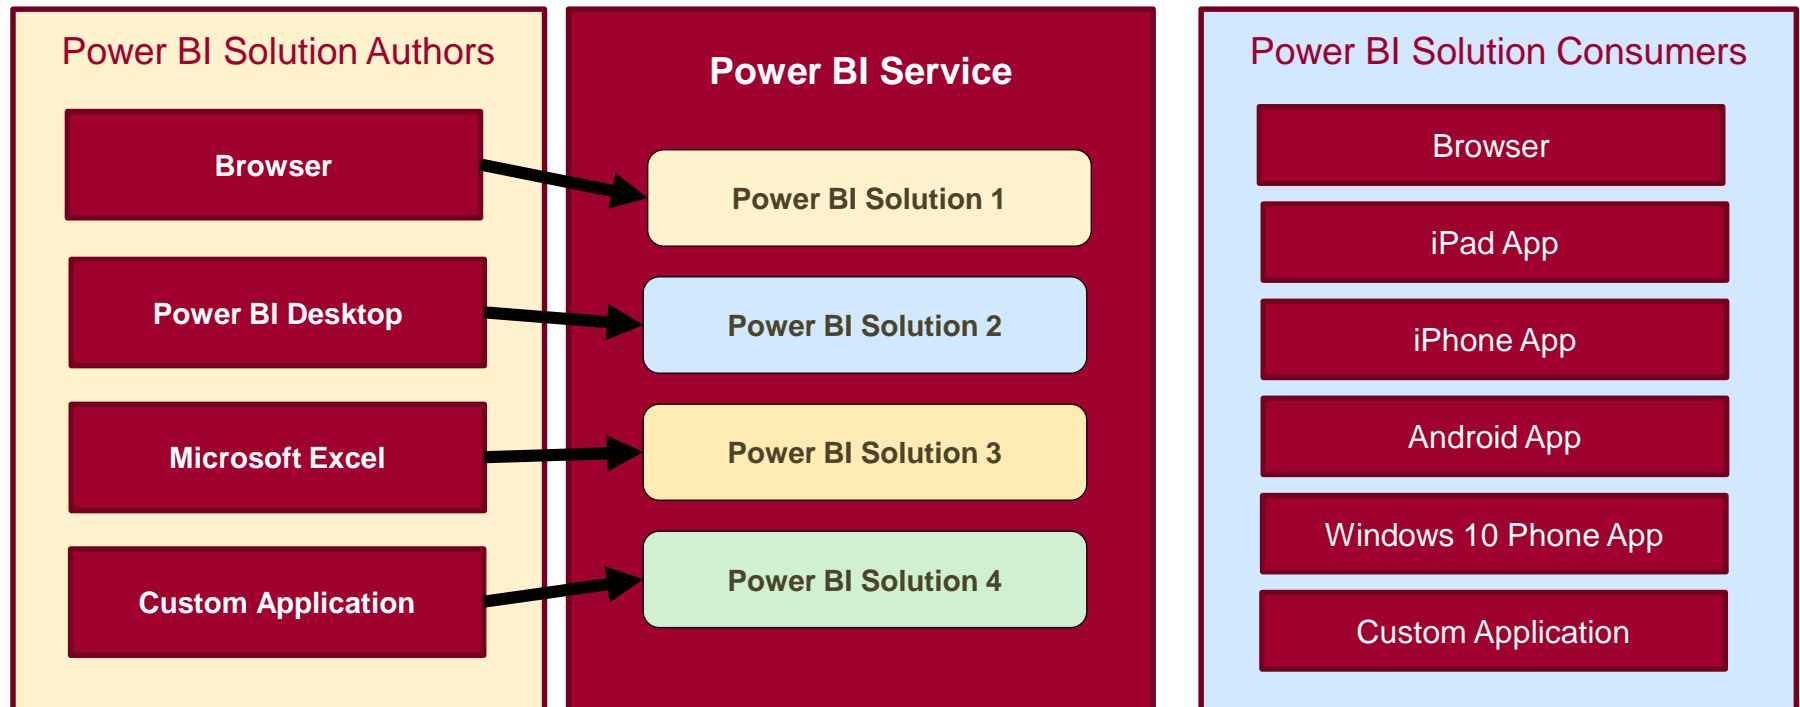 Power BI Solution Authors
Browser
Power BI Desktop
Microsoft Excel
Custom Application
Power BI Service
Power BI Solution 1
Power BI Solution 2
Power BI Solution 3
Power BI Solution 4
Power BI Solution Consumers
Browser
iPad App
iPhone App
Android App
Windows 10 Phone App
Custom Application